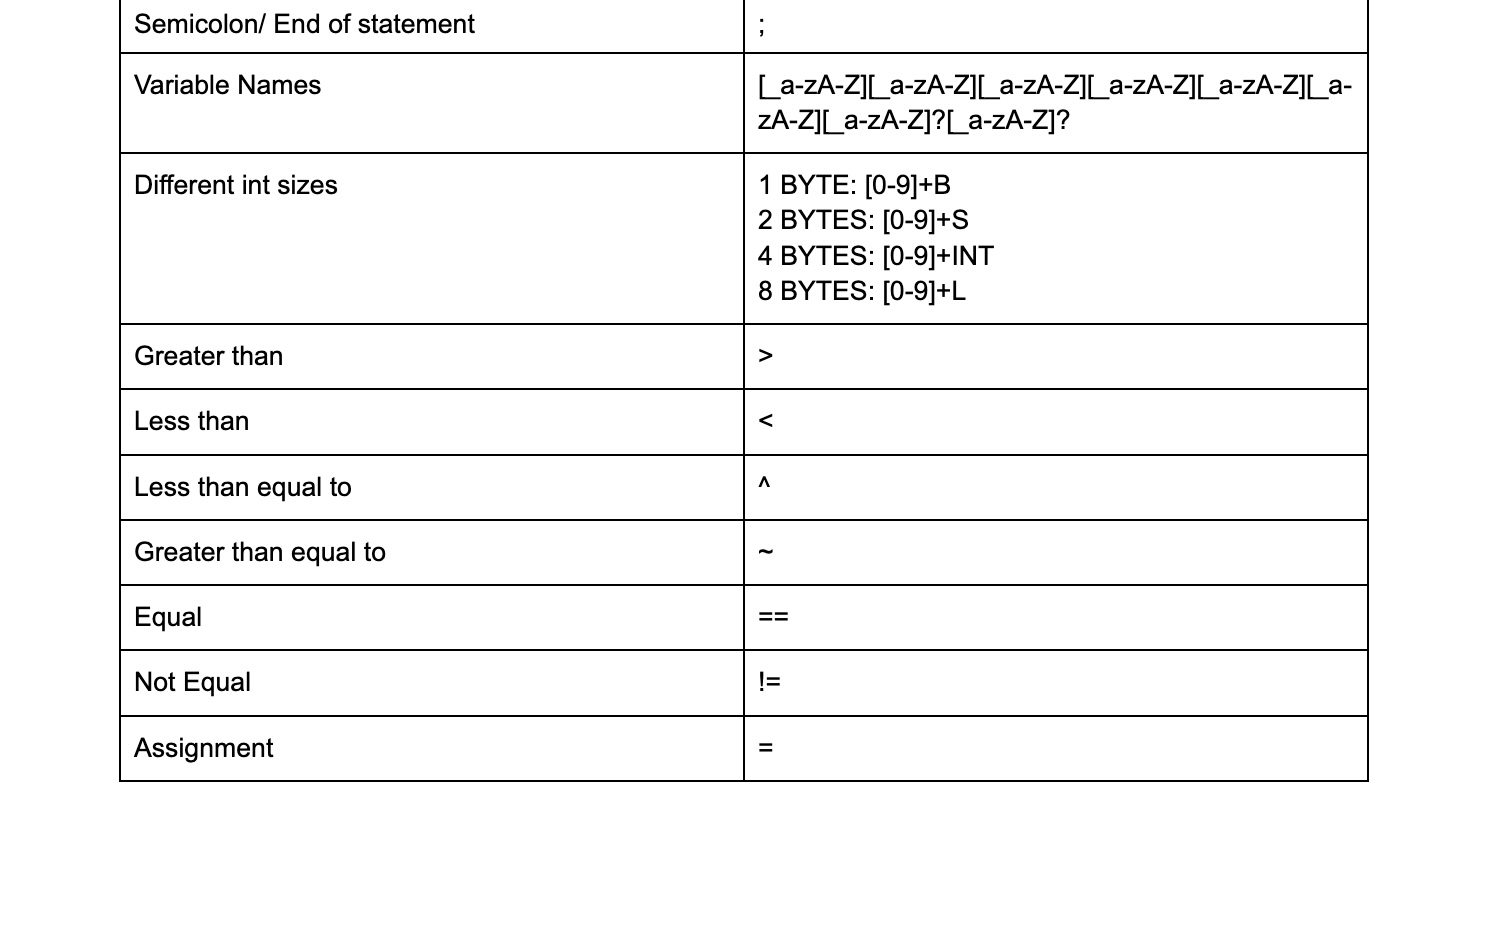 Semicolon/ End of statement
;
Variable Names
[_a-zA-Z][_a-zA-Z][_a-zA-Z][_a-zA-Z][_a-zA-Z][_a-
zA-Z][_a-zA-Z]?[_a-zA-Z]?
Different int sizes
1 BYTE: [0-9]+B
2 BYTES: [0-9]+S
4 BYTES: [0-9]+INT
8 BYTES: [0-9]+L
Greater than
>
Less than
<
Less than equal to
^
Greater than equal to
~
Equal
==
Not Equal
!=
Assignment
=